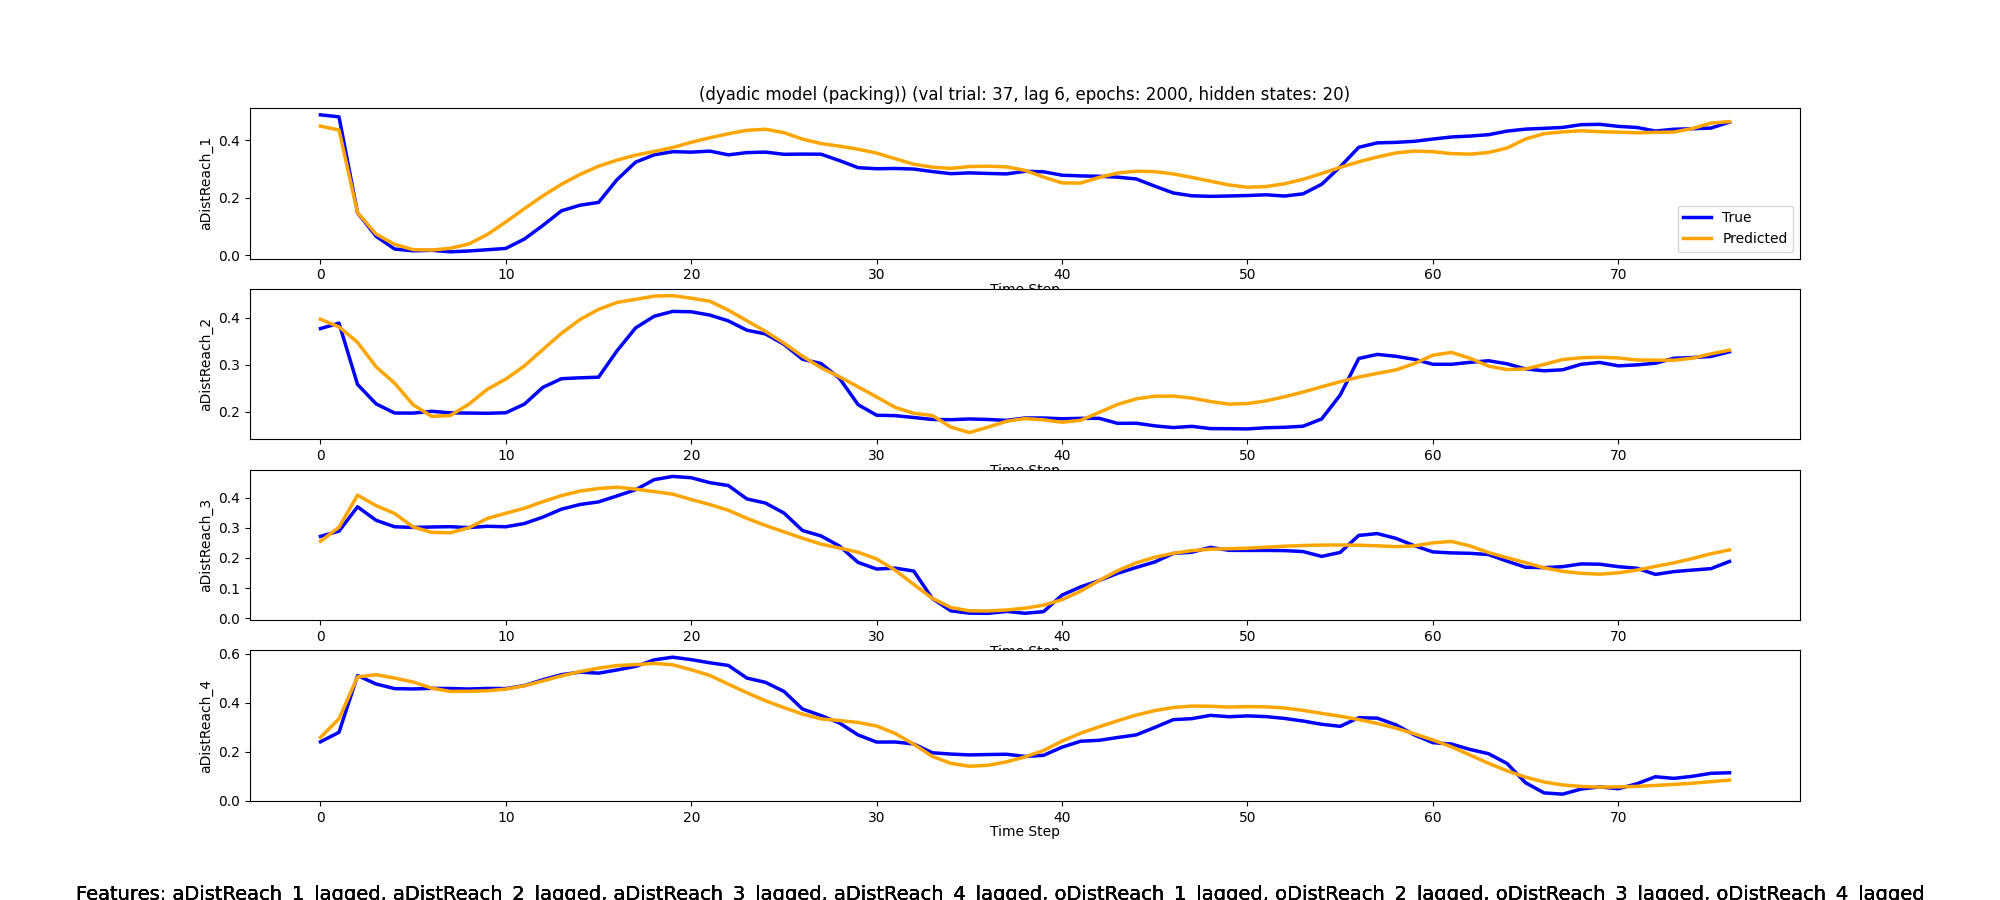 (dyadic model (packing)) (val trial: 37, lag 6, epochs: 2000, hidden states: 20)
aDistReach_1
0.4
0.2
0.0
True
Predicted
0 10 20 30 40 50 60 70
Time Step
aDistReach_2
0.4
0.3
0.2
0 10 20 30 40 50 60 70
Time Step
aDistReach_3
0.4
0.3
0.2
0.1
0.0
0 10 20 30 40 50 60 70
Time Step
aDistReach_4
0.6
0.4
0.2
0.0
0 10 20 30 40 50 60 70
Time Step
Features: aDistReach_1_lagged, aDistReach_2_lagged, aDistReach_3_lagged, aDistReach_4_lagged, oDistReach_1_lagged, oDistReach_2_lagged, oDistReach_3_lagged, oDistReach_4_lagged